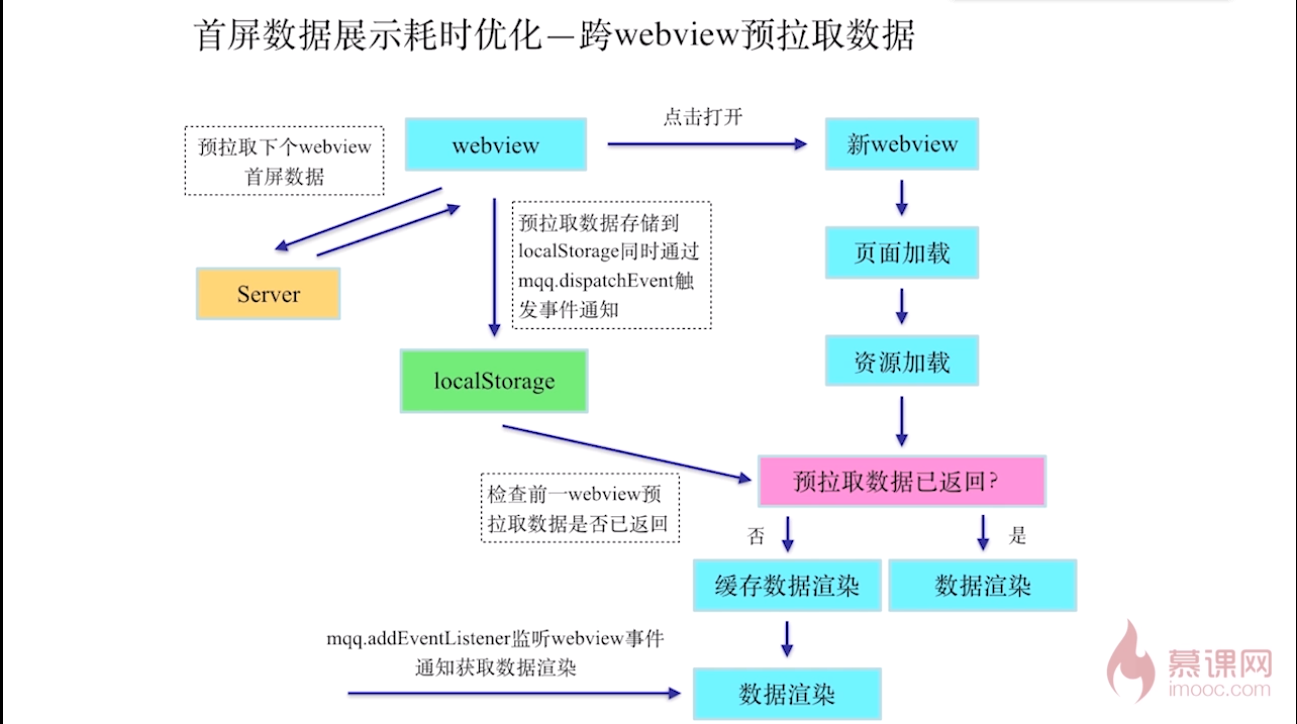 首屏数据展示耗时优化—跨webview预拉取数据
点击打开
预拉取下个webview
首屏数据
webview
新webview
预拉取数据存储到
localStorage同时通过
mqq.dispatchEvent触
发事件通知
页面加载
Server
资源加载
localStorage
预拉取数据已返回?
检查前一webview预
拉取数据是否已返回
否
是
缓存数据渲染
数据渲染
mqq.addEventListener监听webview事件
通知获取数据渲染
数据渲染
慕课网
imooc.com